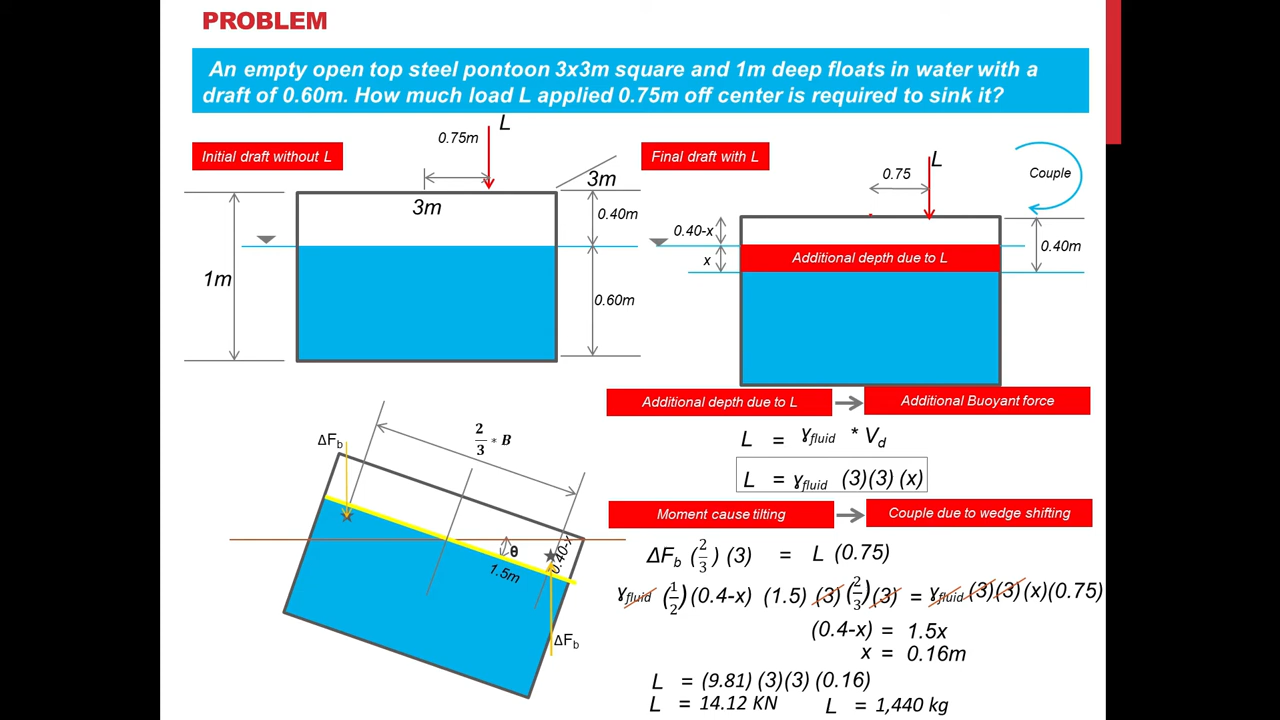 PROBLEM
An empty open top steel pontoon 3x3m square and 1m deep floats in water with a
draft of 0.60m. How much load L applied 0.75m off center is required to sink it?
Initial draft without L
0.75m
L
3m
3m
0.40m
1m
0.60m
Final draft with L
L
0.75
Couple
0.40-x
x
Additional depth due to L
0.40m
Additional depth due to L
Additional Buoyant force
L = ɣfluid * Vd
L = ɣfluid (3)(3) (x)
Moment cause tilting
Couple due to wedge shifting
ΔFb
2/3 * B
θ
1.5m
0.40-x
ΔFb
ΔFb (2/3) (3) = L (0.75)
ɣfluid (1/2)(0.4-x) (1.5) (3)(2/3)(3) = ɣfluid (3)(3)(x)(0.75)
(0.4-x) = 1.5x
x = 0.16m
L = (9.81) (3)(3) (0.16)
L = 14.12 KN L = 1,440 kg